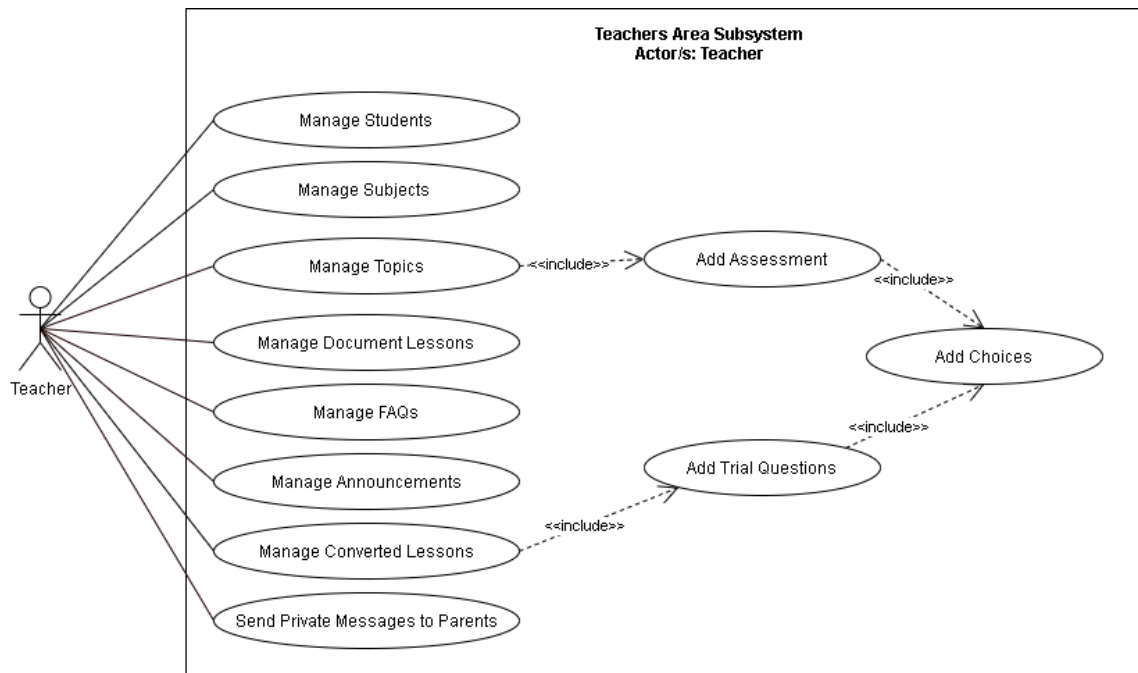 Teachers Area Subsystem
Actor/s: Teacher
Manage Students
Manage Subjects
Manage Topics
<<include>>
Add Assessment
<<include>>
Teacher
Manage Document Lessons
Add Choices
Manage FAQs
<<include>>
Manage Announcements
Add Trial Questions
<<include>>
Manage Converted Lessons
Send Private Messages to Parents